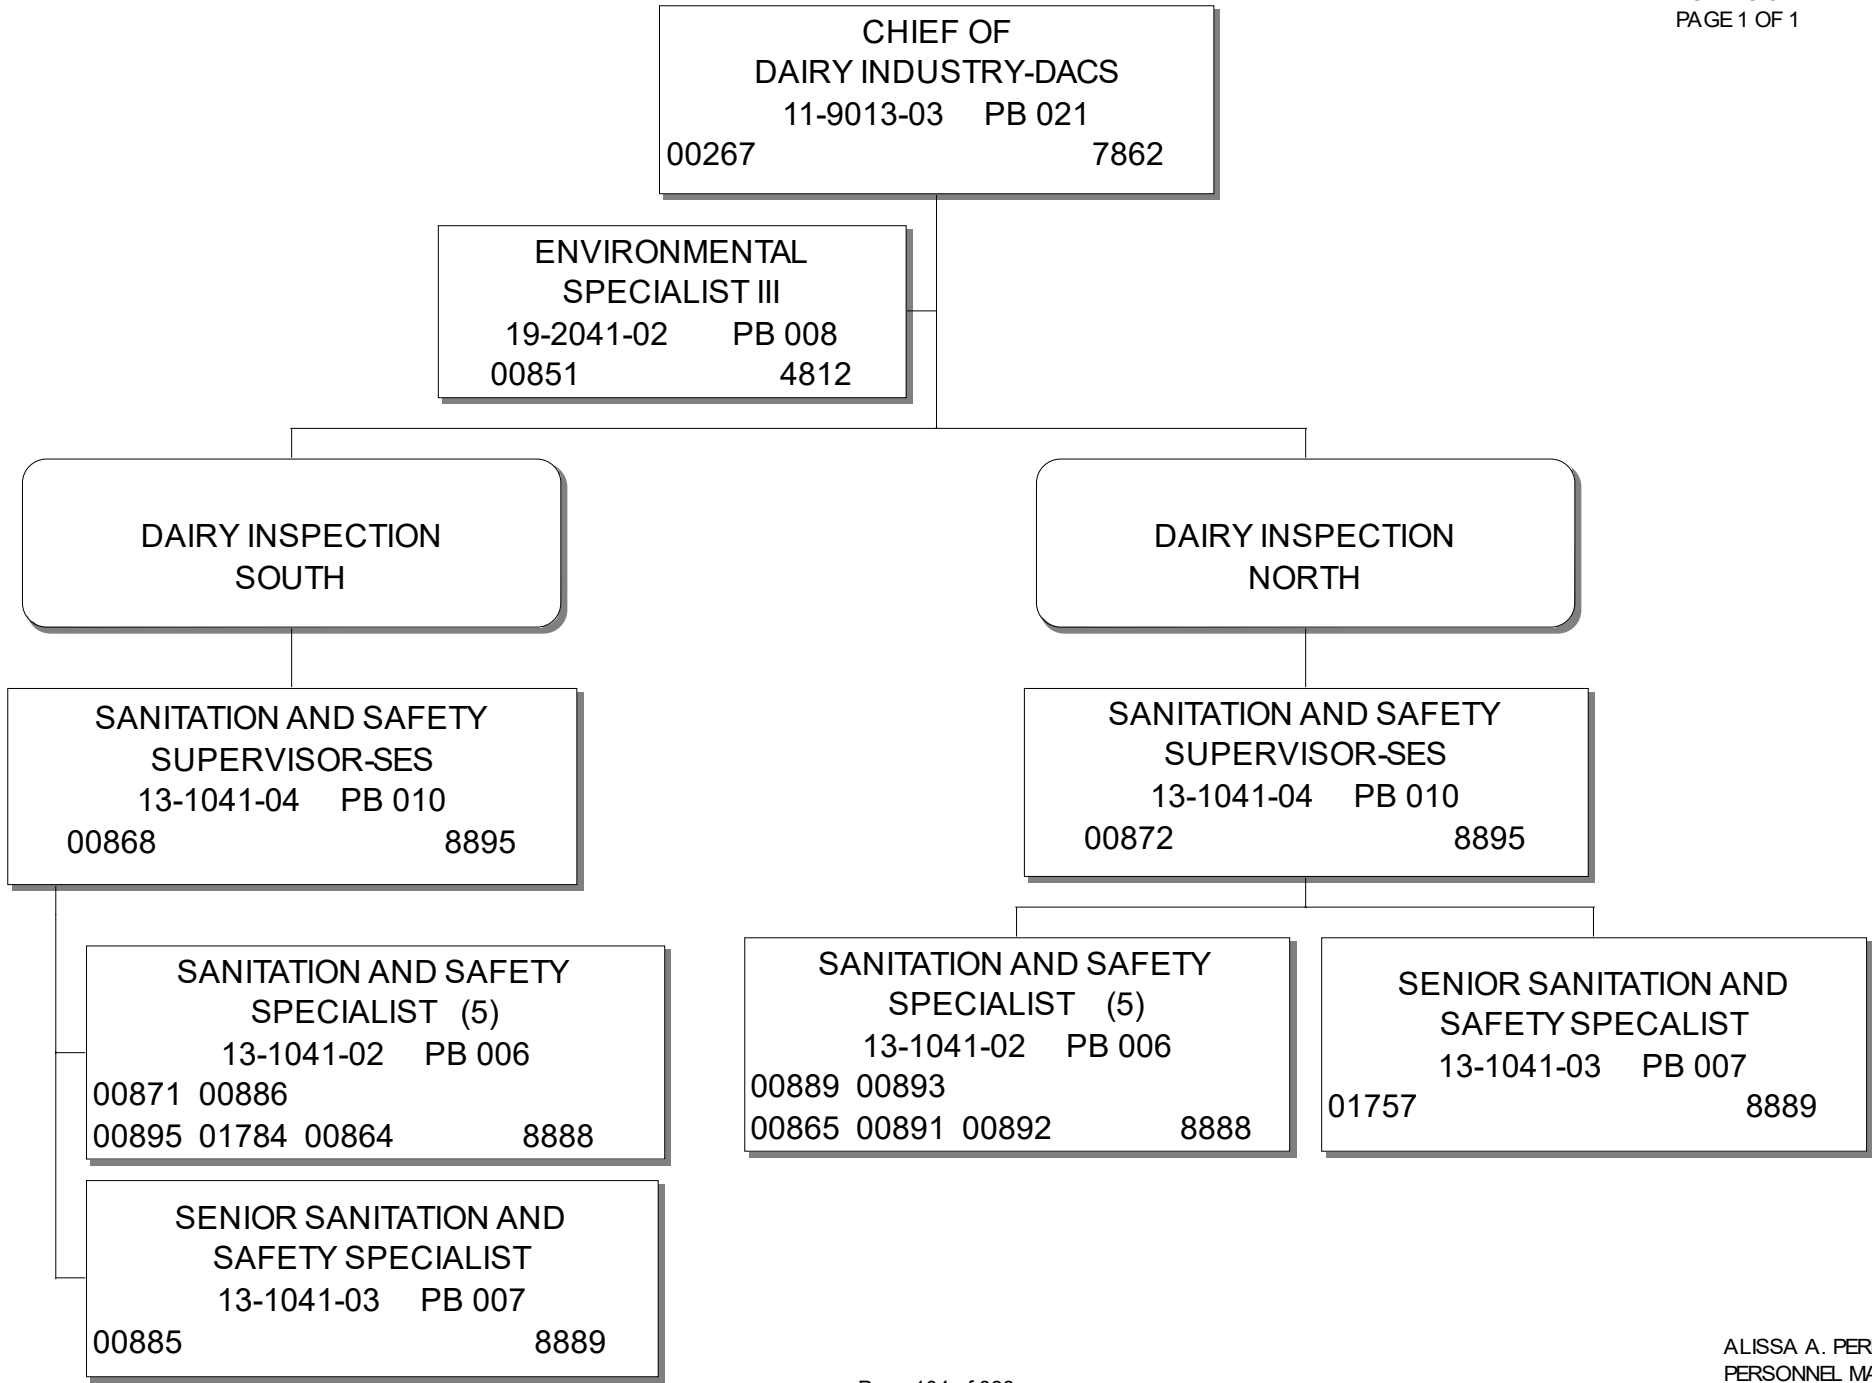 PAGE 1 OF 1
CHIEF OF
DAIRY INDUSTRY-DACS
11-9013-03 PB 021
00267 7862
ENVIRONMENTAL
SPECIALIST III
19-2041-02 PB 008
00851 4812
DAIRY INSPECTION
SOUTH
DAIRY INSPECTION
NORTH
SANITATION AND SAFETY
SUPERVISOR-SES
13-1041-04 PB 010
00868 8895
SANITATION AND SAFETY
SUPERVISOR-SES
13-1041-04 PB 010
00872 8895
SANITATION AND SAFETY
SPECIALIST (5)
13-1041-02 PB 006
00871 00886
00895 01784 00864 8888
SENIOR SANITATION AND
SAFETY SPECIALIST
13-1041-03 PB 007
00885 8889
SANITATION AND SAFETY
SPECIALIST (5)
13-1041-02 PB 006
00889 00893
00865 00891 00892 8888
SENIOR SANITATION AND
SAFETY SPECALIST
13-1041-03 PB 007
01757 8889
ALISSA A. PER
PERSONNEL MA